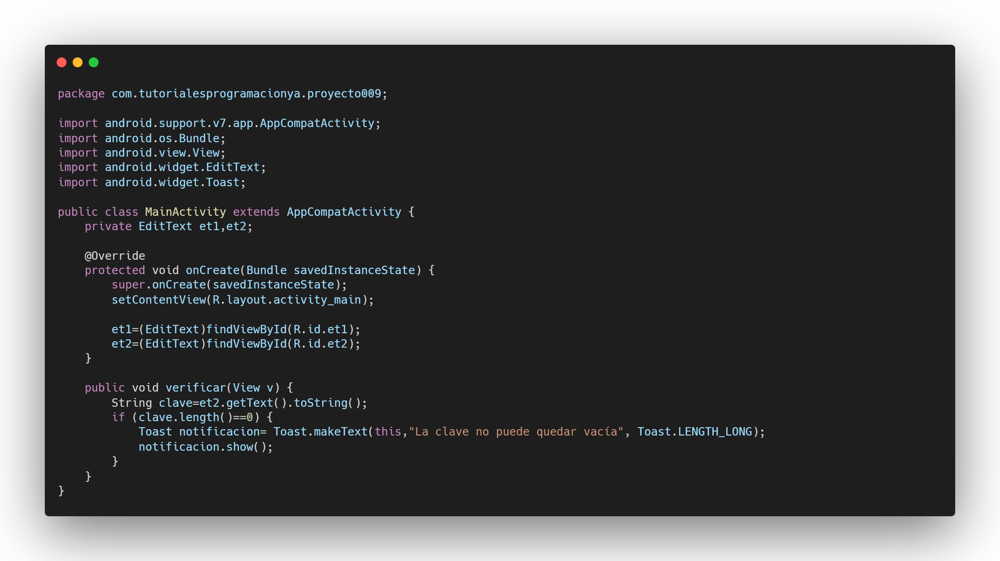 package com.tutorialesprogramacionya.proyecto009;

import android.support.v7.app.AppCompatActivity;
import android.os.Bundle;
import android.view.View;
import android.widget.EditText;
import android.widget.Toast;

public class MainActivity extends AppCompatActivity {
    private EditText et1,et2;

    @Override
    protected void onCreate(Bundle savedInstanceState) {
        super.onCreate(savedInstanceState);
        setContentView(R.layout.activity_main);

        et1=(EditText)findViewById(R.id.et1);
        et2=(EditText)findViewById(R.id.et2);
    }

    public void verificar(View v) {
        String clave=et2.getText().toString();
        if (clave.length()==0) {
            Toast notificacion= Toast.makeText(this,"La clave no puede quedar vacía", Toast.LENGTH_LONG);
            notificacion.show();
        }
    }
}